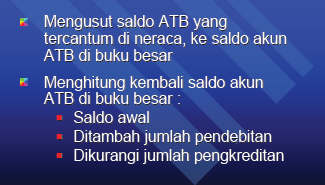 Mengusut saldo ATB yang
tercantum di neraca, ke saldo akun
ATB di buku besar
Menghitung kembali saldo akun
ATB di buku besar :
Saldo awal
Ditambah jumlah pendebitan
Dikurangi jumlah pengkreditan